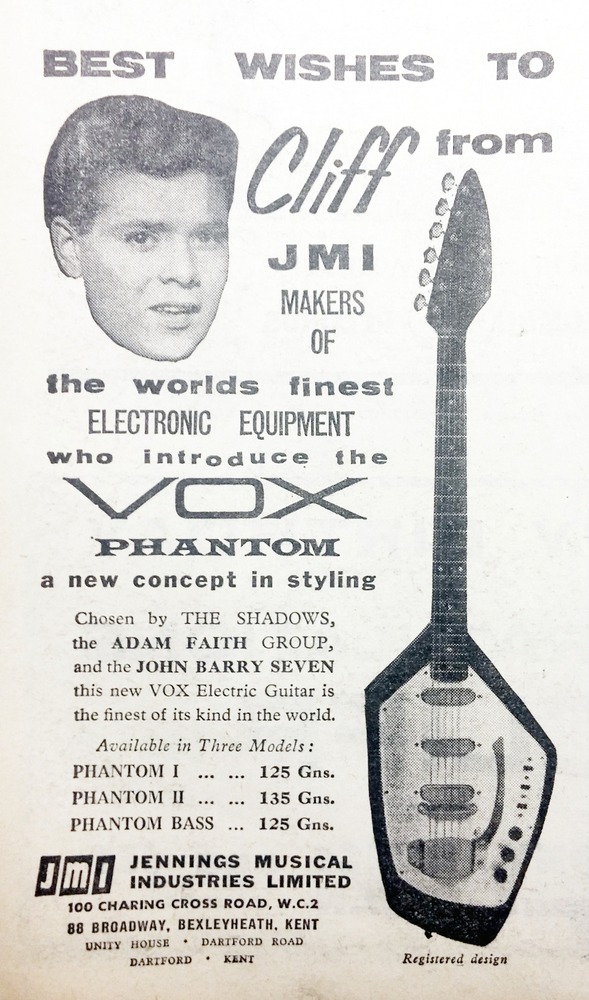 BEST WISHES TO
Cliff from
JMI
MAKERS
OF
the worlds finest
ELECTRONIC EQUIPMENT
who introduce the
VOX
PHANTOM
a new concept in styling
Chosen by THE SHADOWS,
the ADAM FAITH GROUP,
and the JOHN BARRY SEVEN
this new VOX Electric Guitar is
the finest of its kind in the world.
Available in Three Models:
PHANTOM I ... ... 125 Gns.
PHANTOM II ... ... 135 Gns.
PHANTOM BASS ... 125 Gns.
JMI JENNINGS MUSICAL
INDUSTRIES LIMITED
100 CHARING CROSS ROAD, W.C.2
88 BROADWAY, BEXLEYHEATH, KENT
UNITY HOUSE • DARTFORD ROAD
DARTFORD • KENT
Registered design